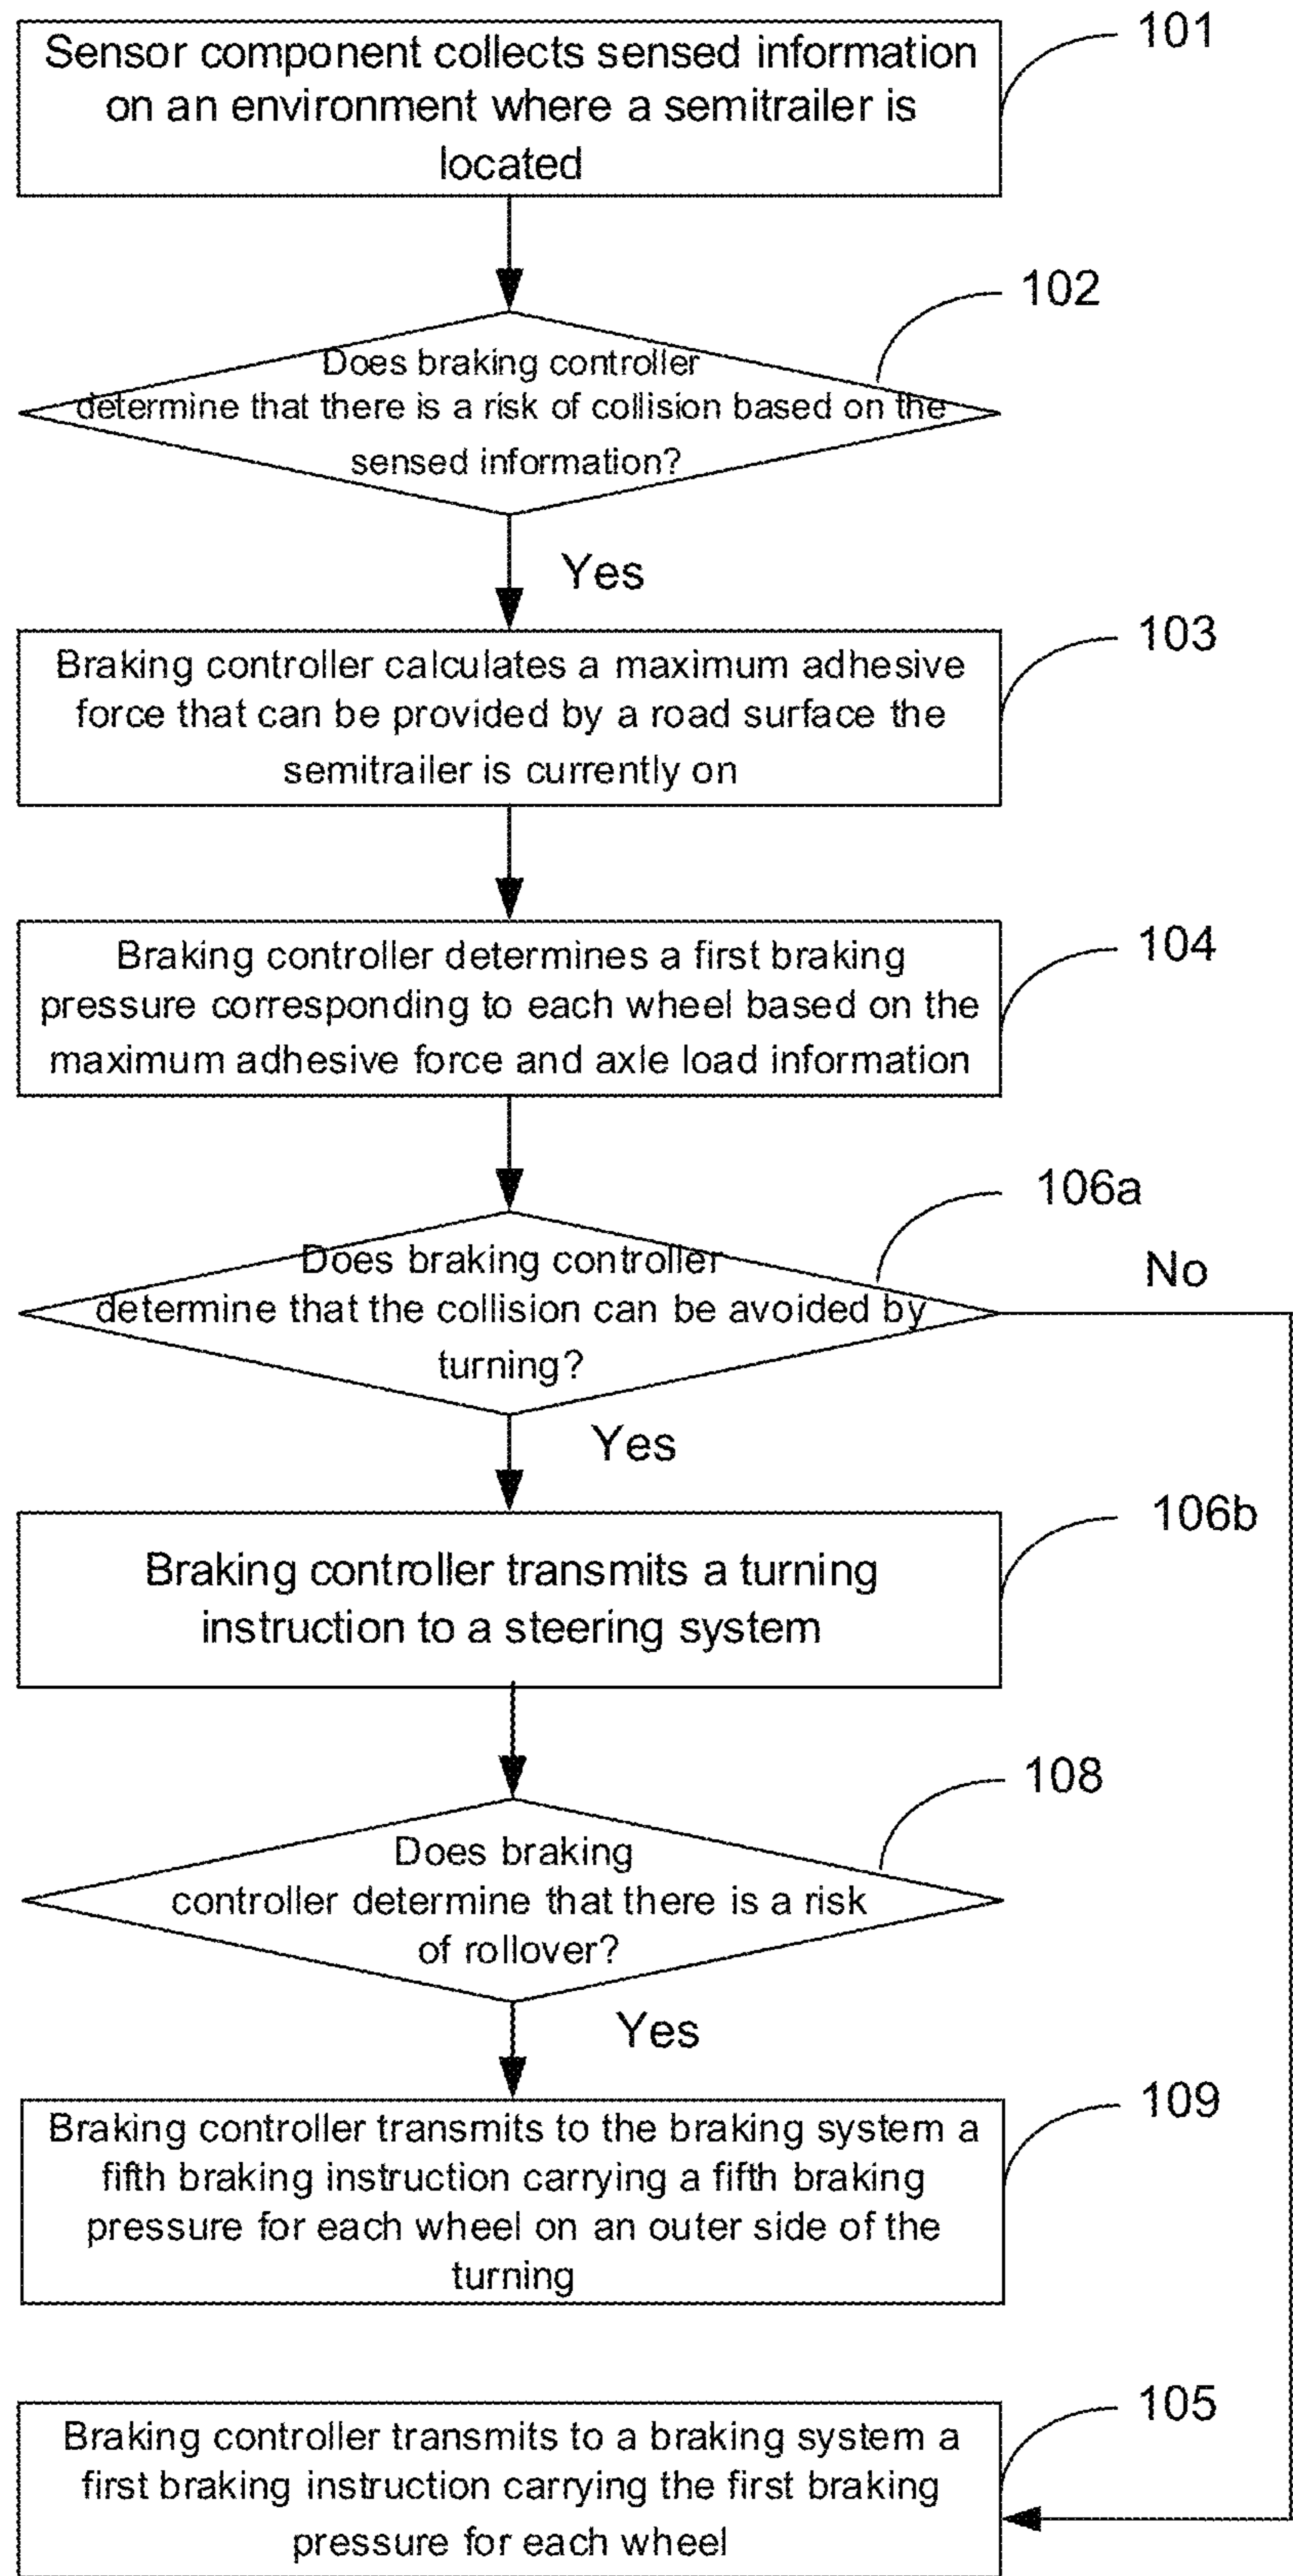 Sensor component collects sensed information
on an environment where a semitrailer is
located
101
102
Does braking controller
determine that there is a risk of collision based on the
sensed information?
Yes
Braking controller calculates a maximum adhesive
force that can be provided by a road surface the
semitrailer is currently on
103
Braking controller determines a first braking
pressure corresponding to each wheel based on the
maximum adhesive force and axle load information
104
106a
Does braking controller
determine that the collision can be avoided by
turning?
No
Yes
Braking controller transmits a turning
instruction to a steering system
106b
108
Does braking
controller determine that there is a risk
of rollover?
Yes
Braking controller transmits to the braking system a
fifth braking instruction carrying a fifth braking
pressure for each wheel on an outer side of the
turning
109
Braking controller transmits to a braking system a
first braking instruction carrying the first braking
pressure for each wheel
105